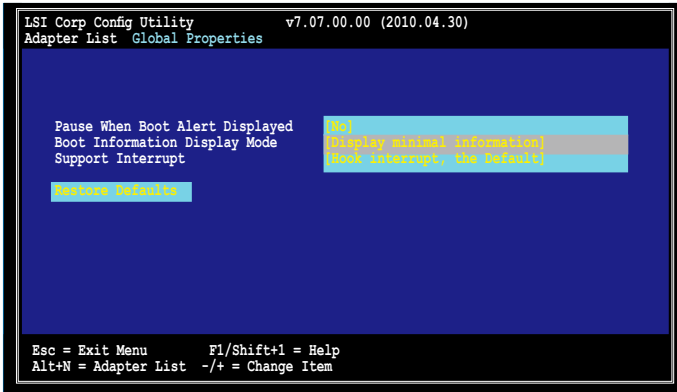 LSI Corp Config Utility v7.07.00.00 (2010.04.30)
Adapter List Global Properties
Pause When Boot Alert Displayed [No]
Boot Information Display Mode [Display minimal information]
Support Interrupt [Hook interrupt, the Default]
Restore Defaults
Esc = Exit Menu F1/Shift+1 = Help
Alt+N = Adapter List -/+ = Change Item